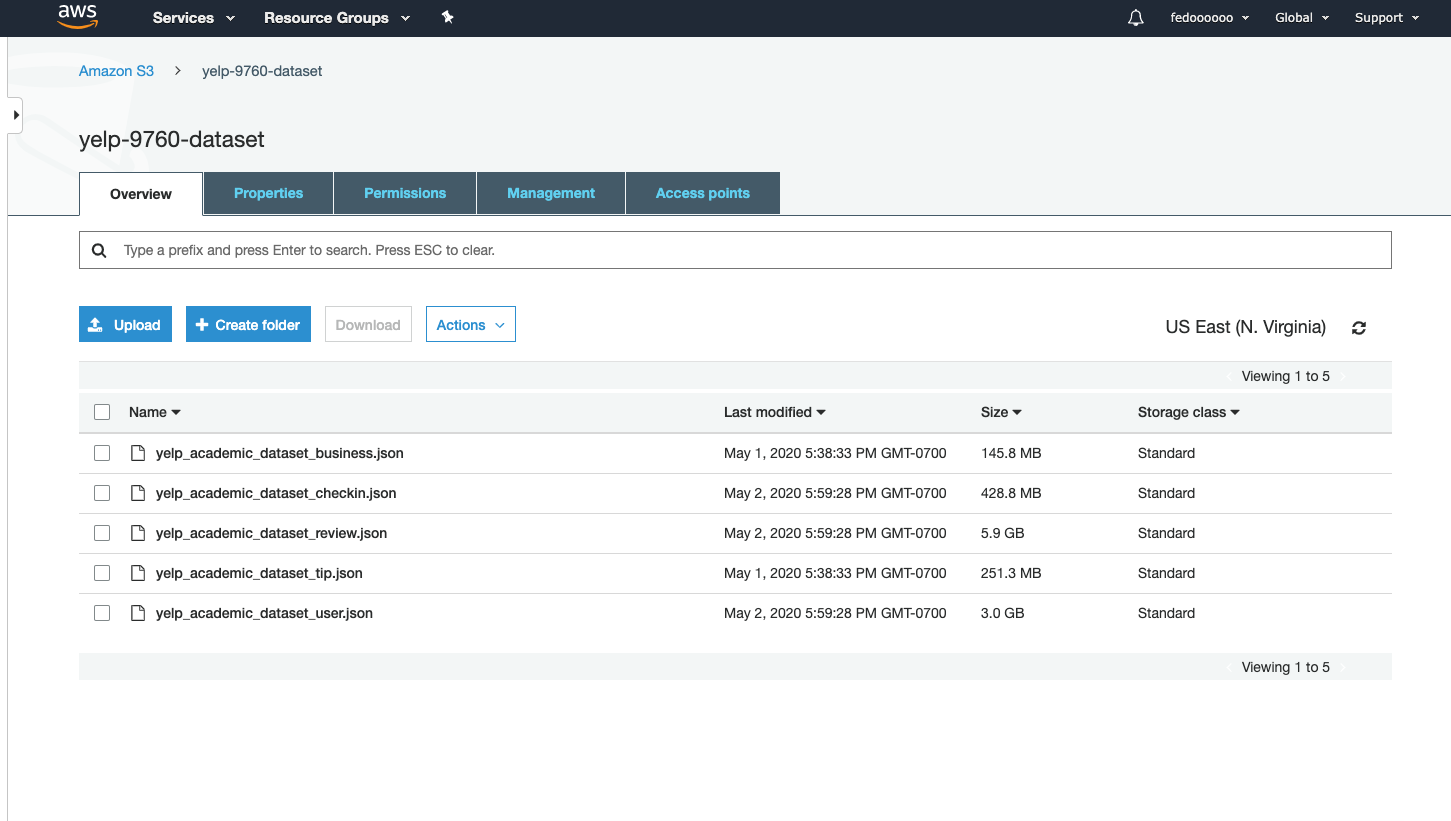 aws Services Resource Groups fedoooooo Global Support
Amazon S3 > yelp-9760-dataset
yelp-9760-dataset
Overview Properties Permissions Management Access points
Type a prefix and press Enter to search. Press ESC to clear.
Upload + Create folder Download Actions US East (N. Virginia)
Viewing 1 to 5
Name Last modified Size Storage class
yelp_academic_dataset_business.json May 1, 2020 5:38:33 PM GMT-0700 145.8 MB Standard
yelp_academic_dataset_checkin.json May 2, 2020 5:59:28 PM GMT-0700 428.8 MB Standard
yelp_academic_dataset_review.json May 2, 2020 5:59:28 PM GMT-0700 5.9 GB Standard
yelp_academic_dataset_tip.json May 1, 2020 5:38:33 PM GMT-0700 251.3 MB Standard
yelp_academic_dataset_user.json May 2, 2020 5:59:28 PM GMT-0700 3.0 GB Standard
Viewing 1 to 5